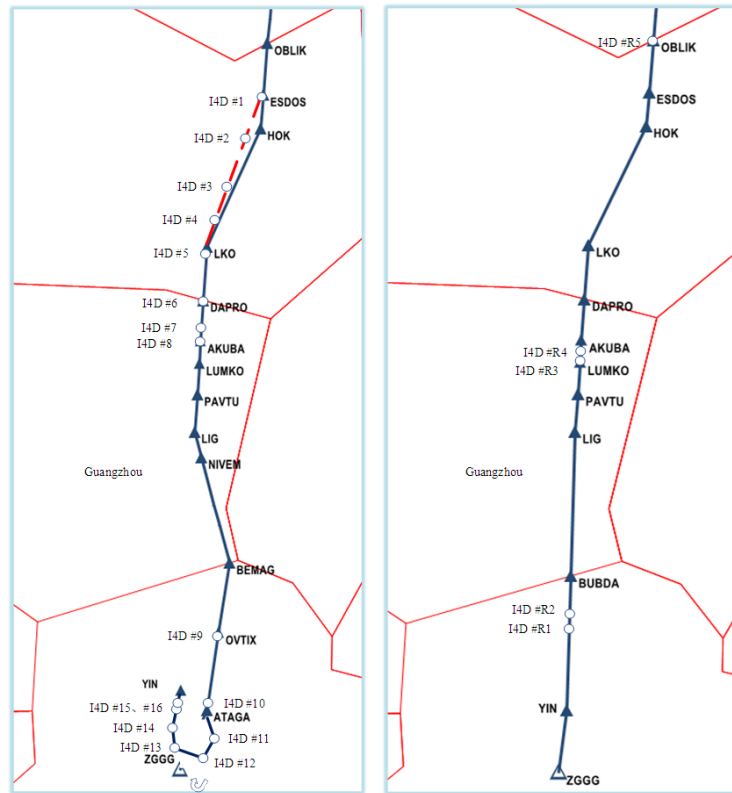 OBLIK
I4D #1
ESDOS
I4D #2
HOK
I4D #3
I4D #4
I4D #5
LKO
I4D #6
DAPRO
I4D #7
I4D #8
AKUBA
LUMKO
PAVTU
LIG
NIVEM
Guangzhou
BEMAG
I4D #9
OVTIX
YIN
I4D #10
I4D #15、#16
ATAGA
I4D #14
I4D #11
I4D #13
ZGGG
I4D #12
I4D #R5
OBLIK
ESDOS
HOK
LKO
DAPRO
I4D #R4
AKUBA
I4D #R3
LUMKO
PAVTU
LIG
Guangzhou
BUBDA
I4D #R2
I4D #R1
YIN
ZGGG